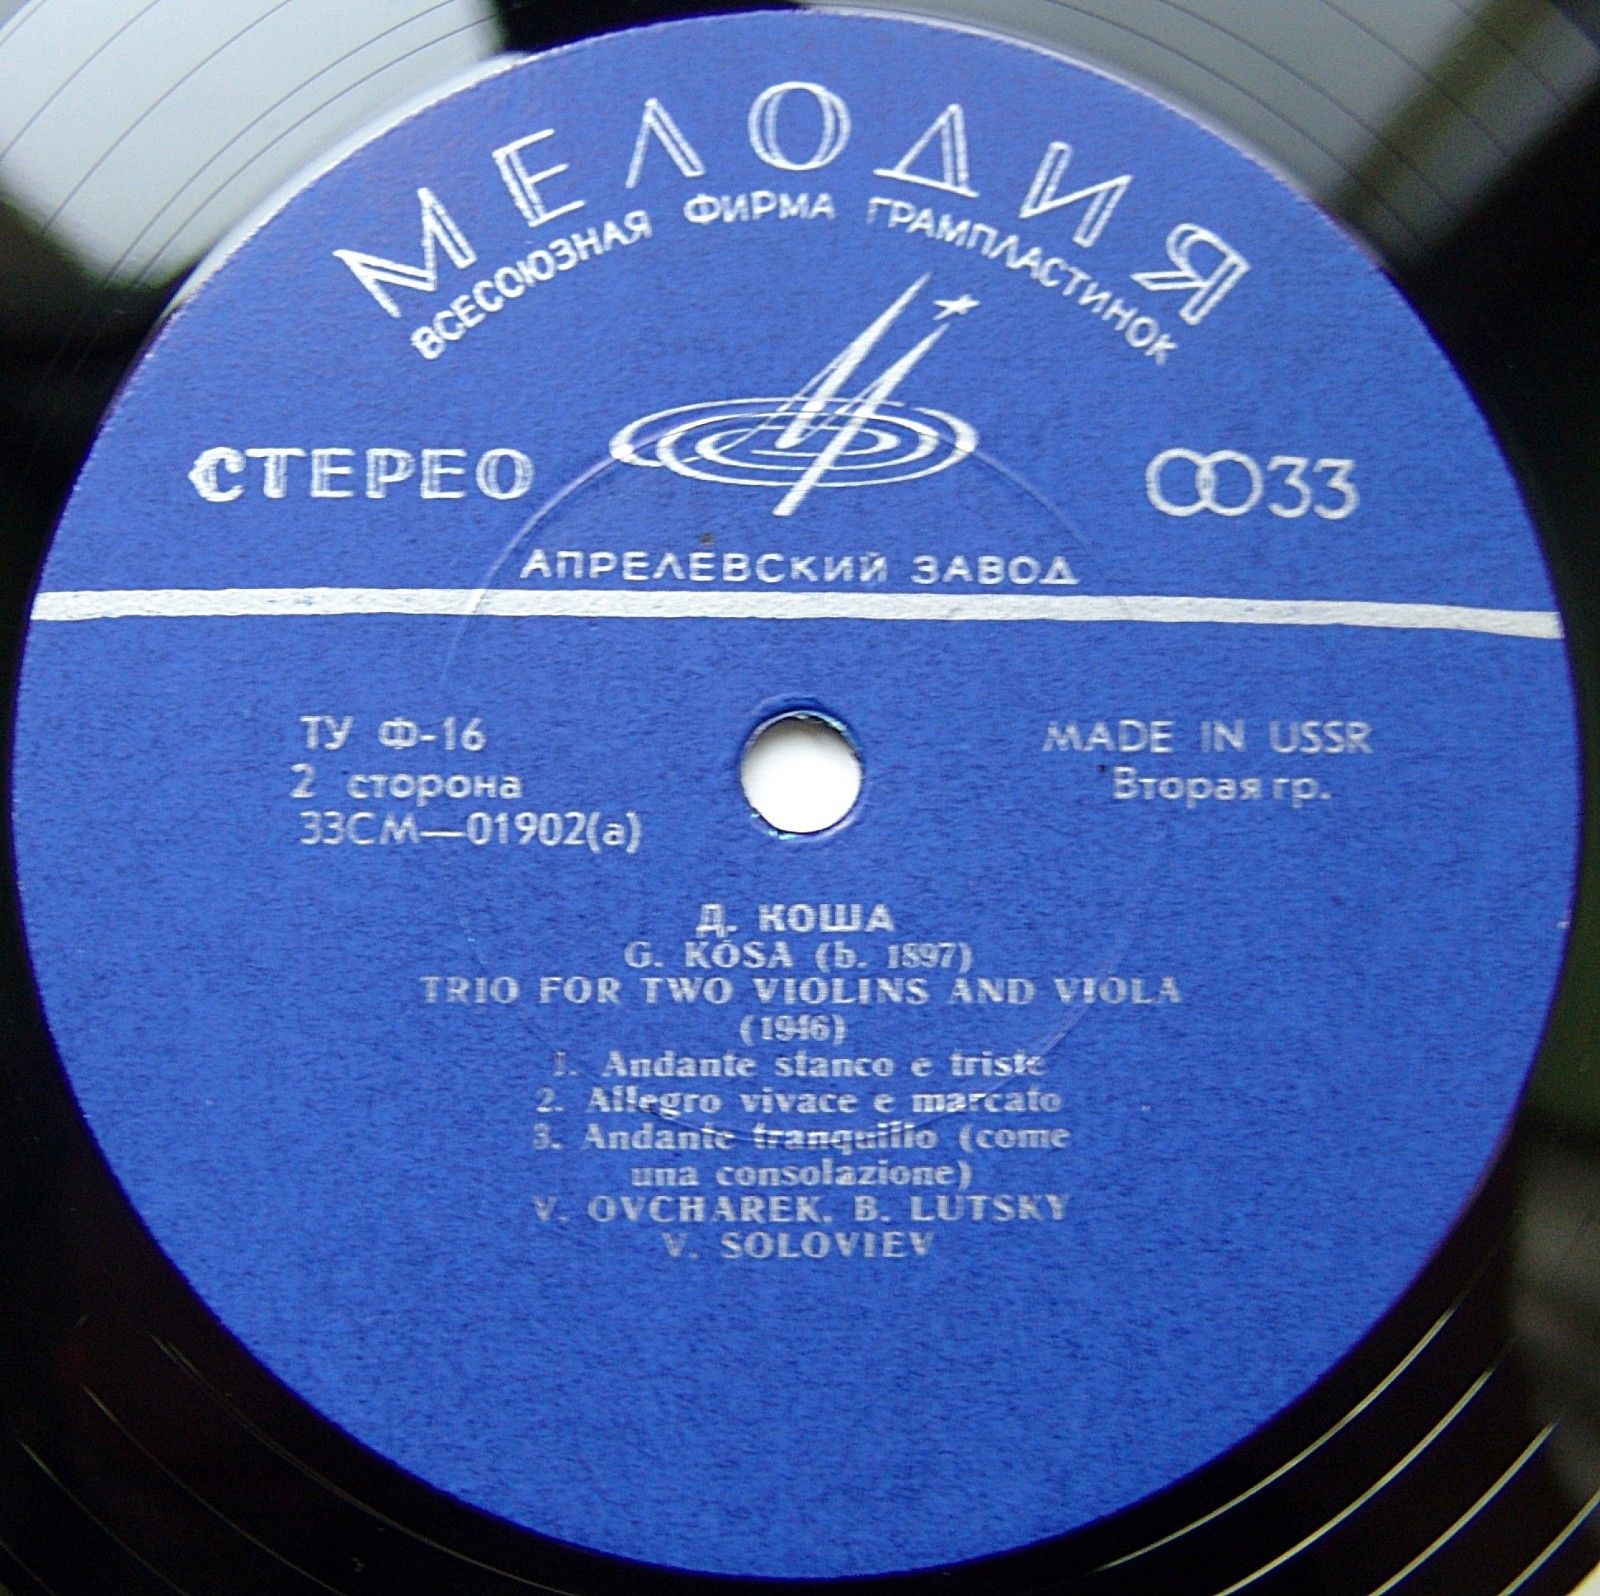 МЕЛОДИЯ
ВСЕСОЮЗНАЯ ФИРМА ГРАМПЛАСТИНОК
СТЕРЕО
33
АПРЕЛЕВСКИЙ ЗАВОД
ТУ Ф-16
2 сторона
33СМ—01902(а)
MADE IN USSR
Вторая гр.
Д. КОША
G. KÓSA (b. 1897)
TRIO FOR TWO VIOLINS AND VIOLA
(1946)
1. Andante stanco e triste
2. Allegro vivace e marcato
3. Andante tranquillo (come
una consolazione)
V. OVCHAREK, B. LUTSKY
V. SOLOVIEV